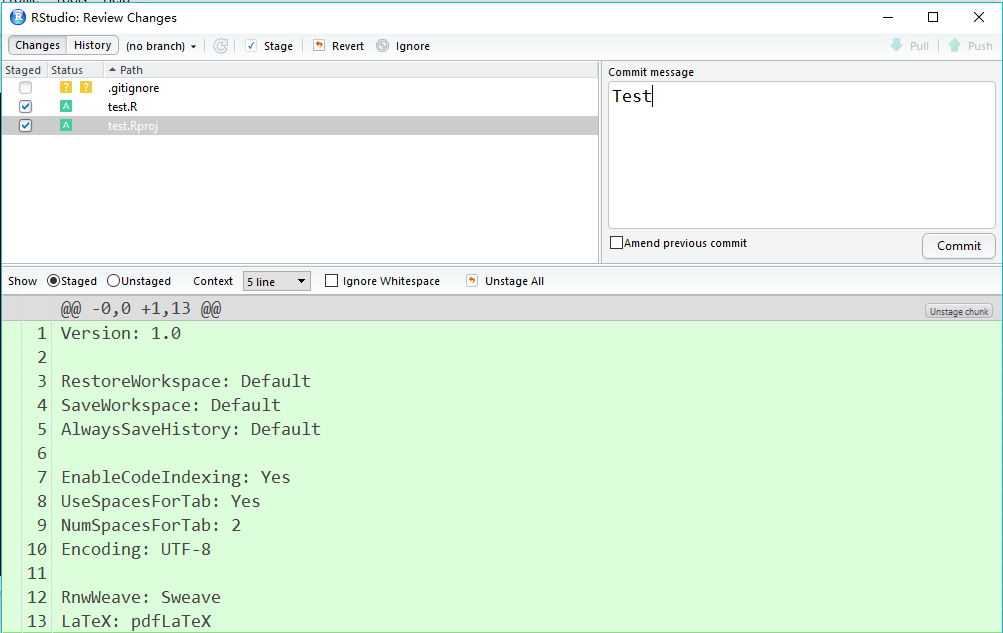 RStudio: Review Changes
Changes History (no branch) Stage Revert Ignore Pull Push
Staged Status Path
? ? .gitignore
A test.R
A test.Rproj
Commit message
Test
Amend previous commit Commit
Show Staged Unstaged Context 5 line Ignore Whitespace Unstage All
@@ -0,0 +1,13 @@ Unstage chunk
1 Version: 1.0
2
3 RestoreWorkspace: Default
4 SaveWorkspace: Default
5 AlwaysSaveHistory: Default
6
7 EnableCodeIndexing: Yes
8 UseSpacesForTab: Yes
9 NumSpacesForTab: 2
10 Encoding: UTF-8
11
12 RnwWeave: Sweave
13 LaTeX: pdfLaTeX